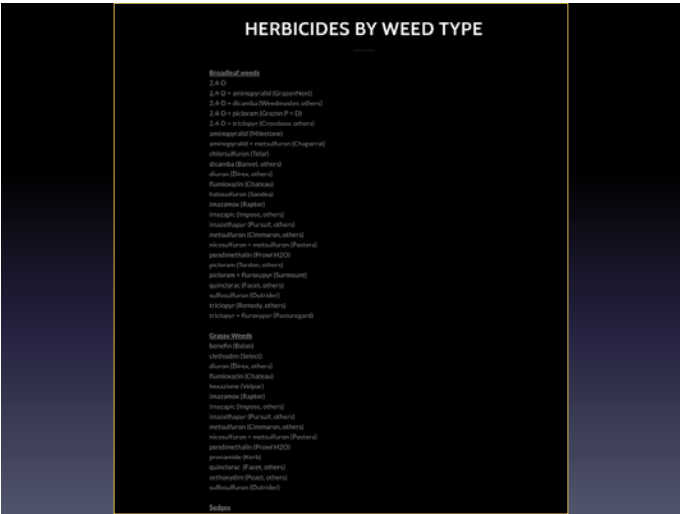 HERBICIDES BY WEED TYPE
Broadleaf weeds
2,4-D
2,4-D + aminopyralid (GrazonNext)
2,4-D + dicamba (Weedmaster, others)
2,4-D + picloram (Grazon P + D)
2,4-D + triclopyr (Crossbow, others)
aminopyralid (Milestone)
aminopyralid + metsulfuron (Chaparral)
chlorsulfuron (Telar)
dicamba (Banvel, others)
diuron (Direx, others)
flumioxazin (Chateau)
halosulfuron (Sandea)
imazamox (Raptor)
imazapic (Impose, others)
imazethapyr (Pursuit, others)
metsulfuron (Cimmaron, others)
nicosulfuron + metsulfuron (Pastora)
pendimethalin (Prowl H2O)
picloram (Tordon, others)
picloram + fluroxypyr (Surmount)
quinclorac (Facet, others)
sulfosulfuron (Outrider)
triclopyr (Remedy, others)
triclopyr + fluroxypyr (Pasturegard)
Grassy Weeds
benefin (Balan)
clethodim (Select)
diuron (Direx, others)
flumioxazin (Chateau)
hexazione (Velpar)
imazamox (Raptor)
imazapic (Impose, others)
imazethapyr (Pursuit, others)
metsulfuron (Cimmaron, others)
nicosulfuron + metsulfuron (Pastora)
pendimethalin (Prowl H2O)
pronamide (Kerb)
quinclorac (Facet, others)
sethoxydim (Poast, others)
sulfosulfuron (Outrider)
Sedges